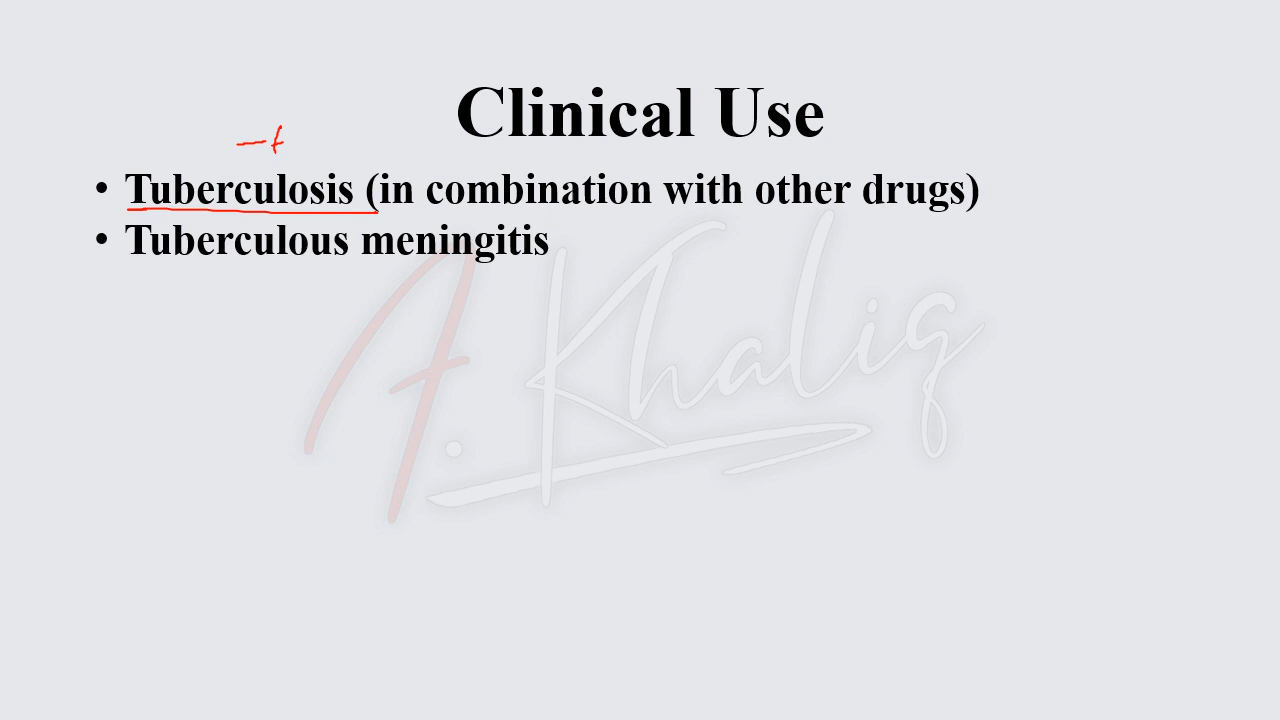 Clinical Use
• Tuberculosis (in combination with other drugs)
• Tuberculous meningitis
A. Khaliq